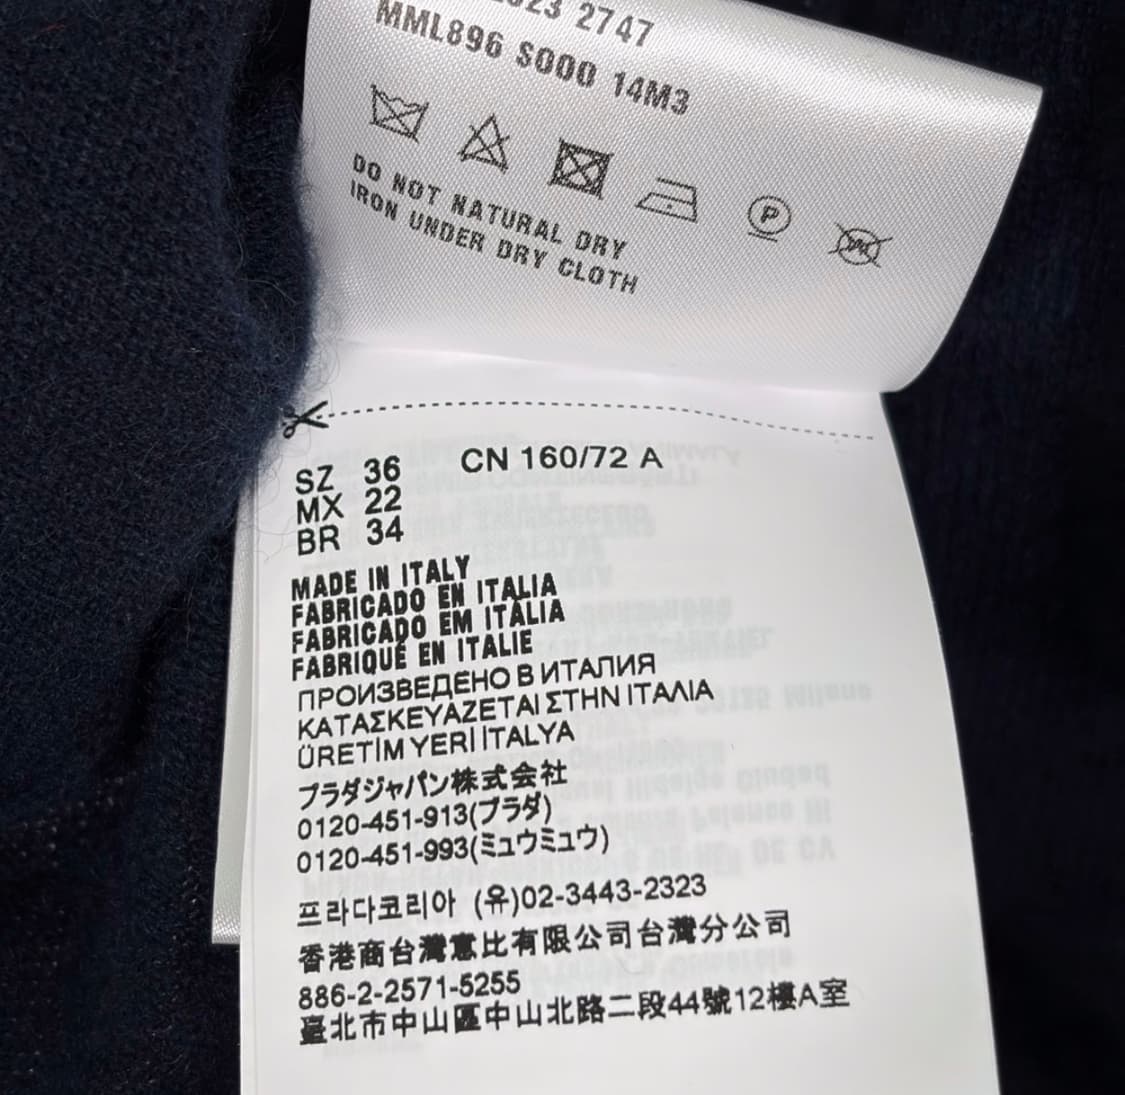 2747
MML896 S000 14M3
P
W
DO NOT NATURAL DRY
IRON UNDER DRY CLOTH
SZ 36 CN 160/72 A
MX 22
BR 34
MADE IN ITALY
FABRICADO EN ITALIA
FABRICADO EM ITÁLIA
FABRIQUÉ EN ITALIE
ПРОИЗВЕДЕНО В ИТАЛИЯ
ΚΑΤΑΣΚΕΥΑΖΕΤΑΙ ΣΤΗΝ ΙΤΑΛΙΑ
ÜRETİM YERİ İTALYA
プラダジャパン株式会社
0120-451-913(プラダ)
0120-451-993(ミュウミュウ)
프라다코리아 (유)02-3443-2323
香港商台灣惠比有限公司台灣分公司
886-2-2571-5255
臺北市中山區中山北路二段44號12樓A室